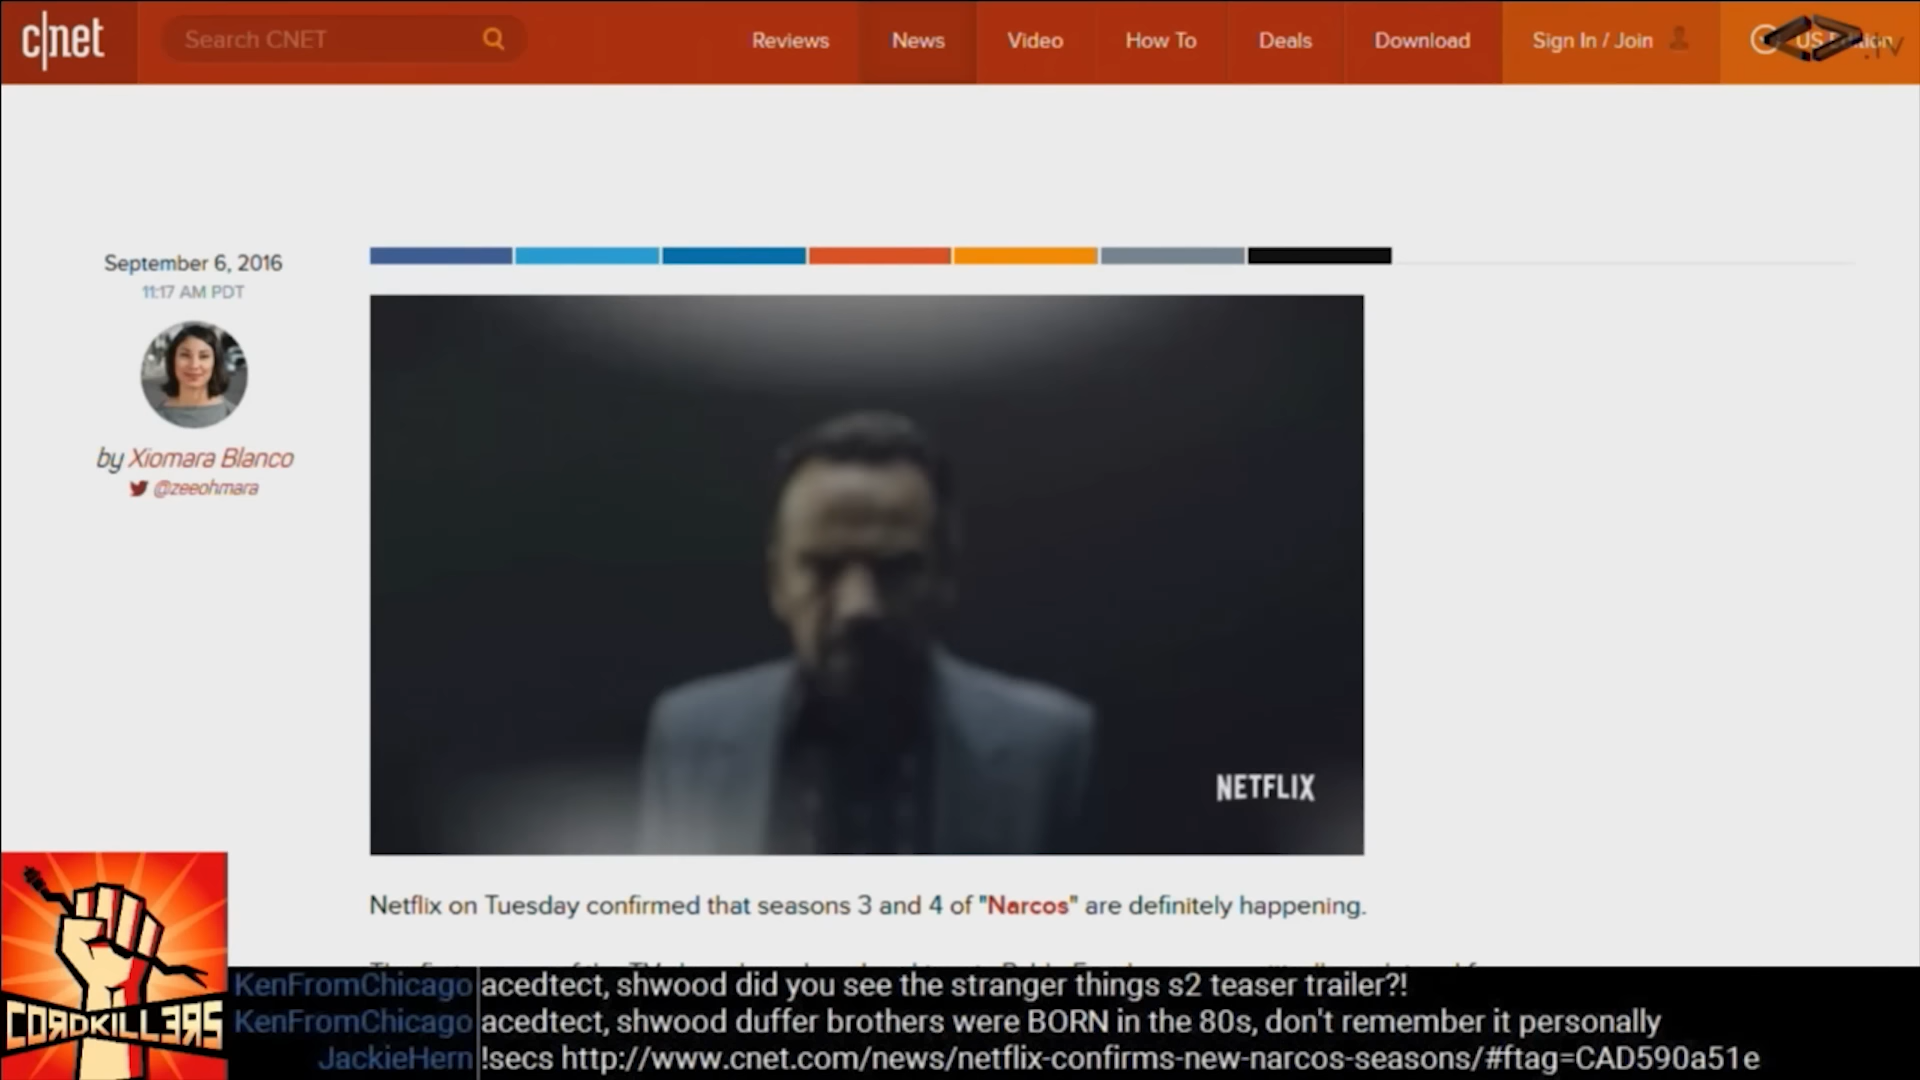 c|net
Search CNET
Reviews
News
Video
How To
Deals
Download
Sign In / Join
US Edition
.tv
September 6, 2016
11:17 AM PDT
by Xiomara Blanco
@zeeohmara
NETFLIX
Netflix on Tuesday confirmed that seasons 3 and 4 of "Narcos" are definitely happening.
CORDKILL3RS
KenFromChicago acedtect, shwood did you see the stranger things s2 teaser trailer?!
KenFromChicago acedtect, shwood duffer brothers were BORN in the 80s, don't remember it personally
JackieHern !secs http://www.cnet.com/news/netflix-confirms-new-narcos-seasons/#ftag=CAD590a51e